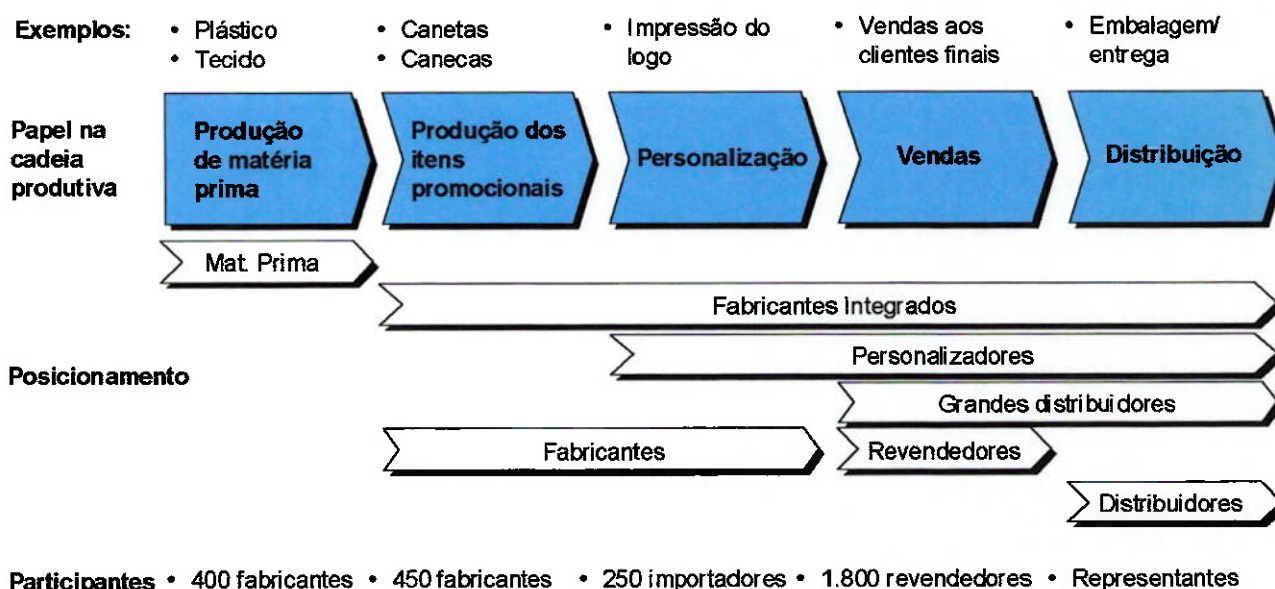 Exemplos:
• Plástico
• Tecido
• Canetas
• Canecas
• Impressão do
logo
• Vendas aos
clientes finais
• Embalagem/
entrega
Papel na
cadeia
produtiva
Produção
de matéria
prima
Produção dos
itens
promocionais
Personalização
Vendas
Distribuição
Mat. Prima
Fabricantes Integrados
Personalizadores
Posicionamento
Grandes distribuidores
Fabricantes
Revendedores
Distribuidores
Participantes • 400 fabricantes • 450 fabricantes • 250 importadores • 1.800 revendedores • Representantes